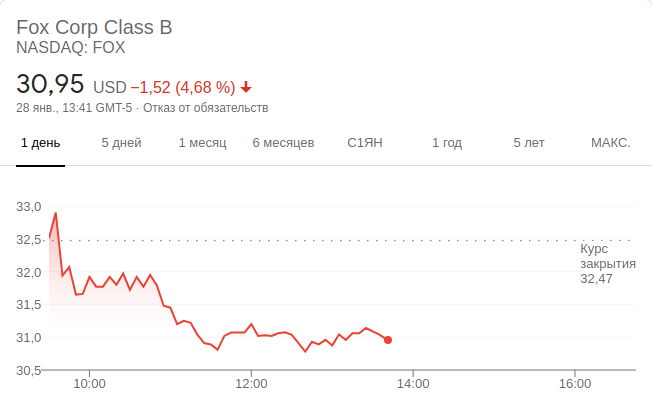 Fox Corp Class B
NASDAQ: FOX
30,95 USD −1,52 (4,68 %)
28 янв., 13:41 GMT-5 · Отказ от обязательств
1 день 5 дней 1 месяц 6 месяцев С1ЯН 1 год 5 лет МАКС.
33,0
32,5
Курс
закрытия
32,47
32,0
31,5
31,0
30,5
10:00 12:00 14:00 16:00